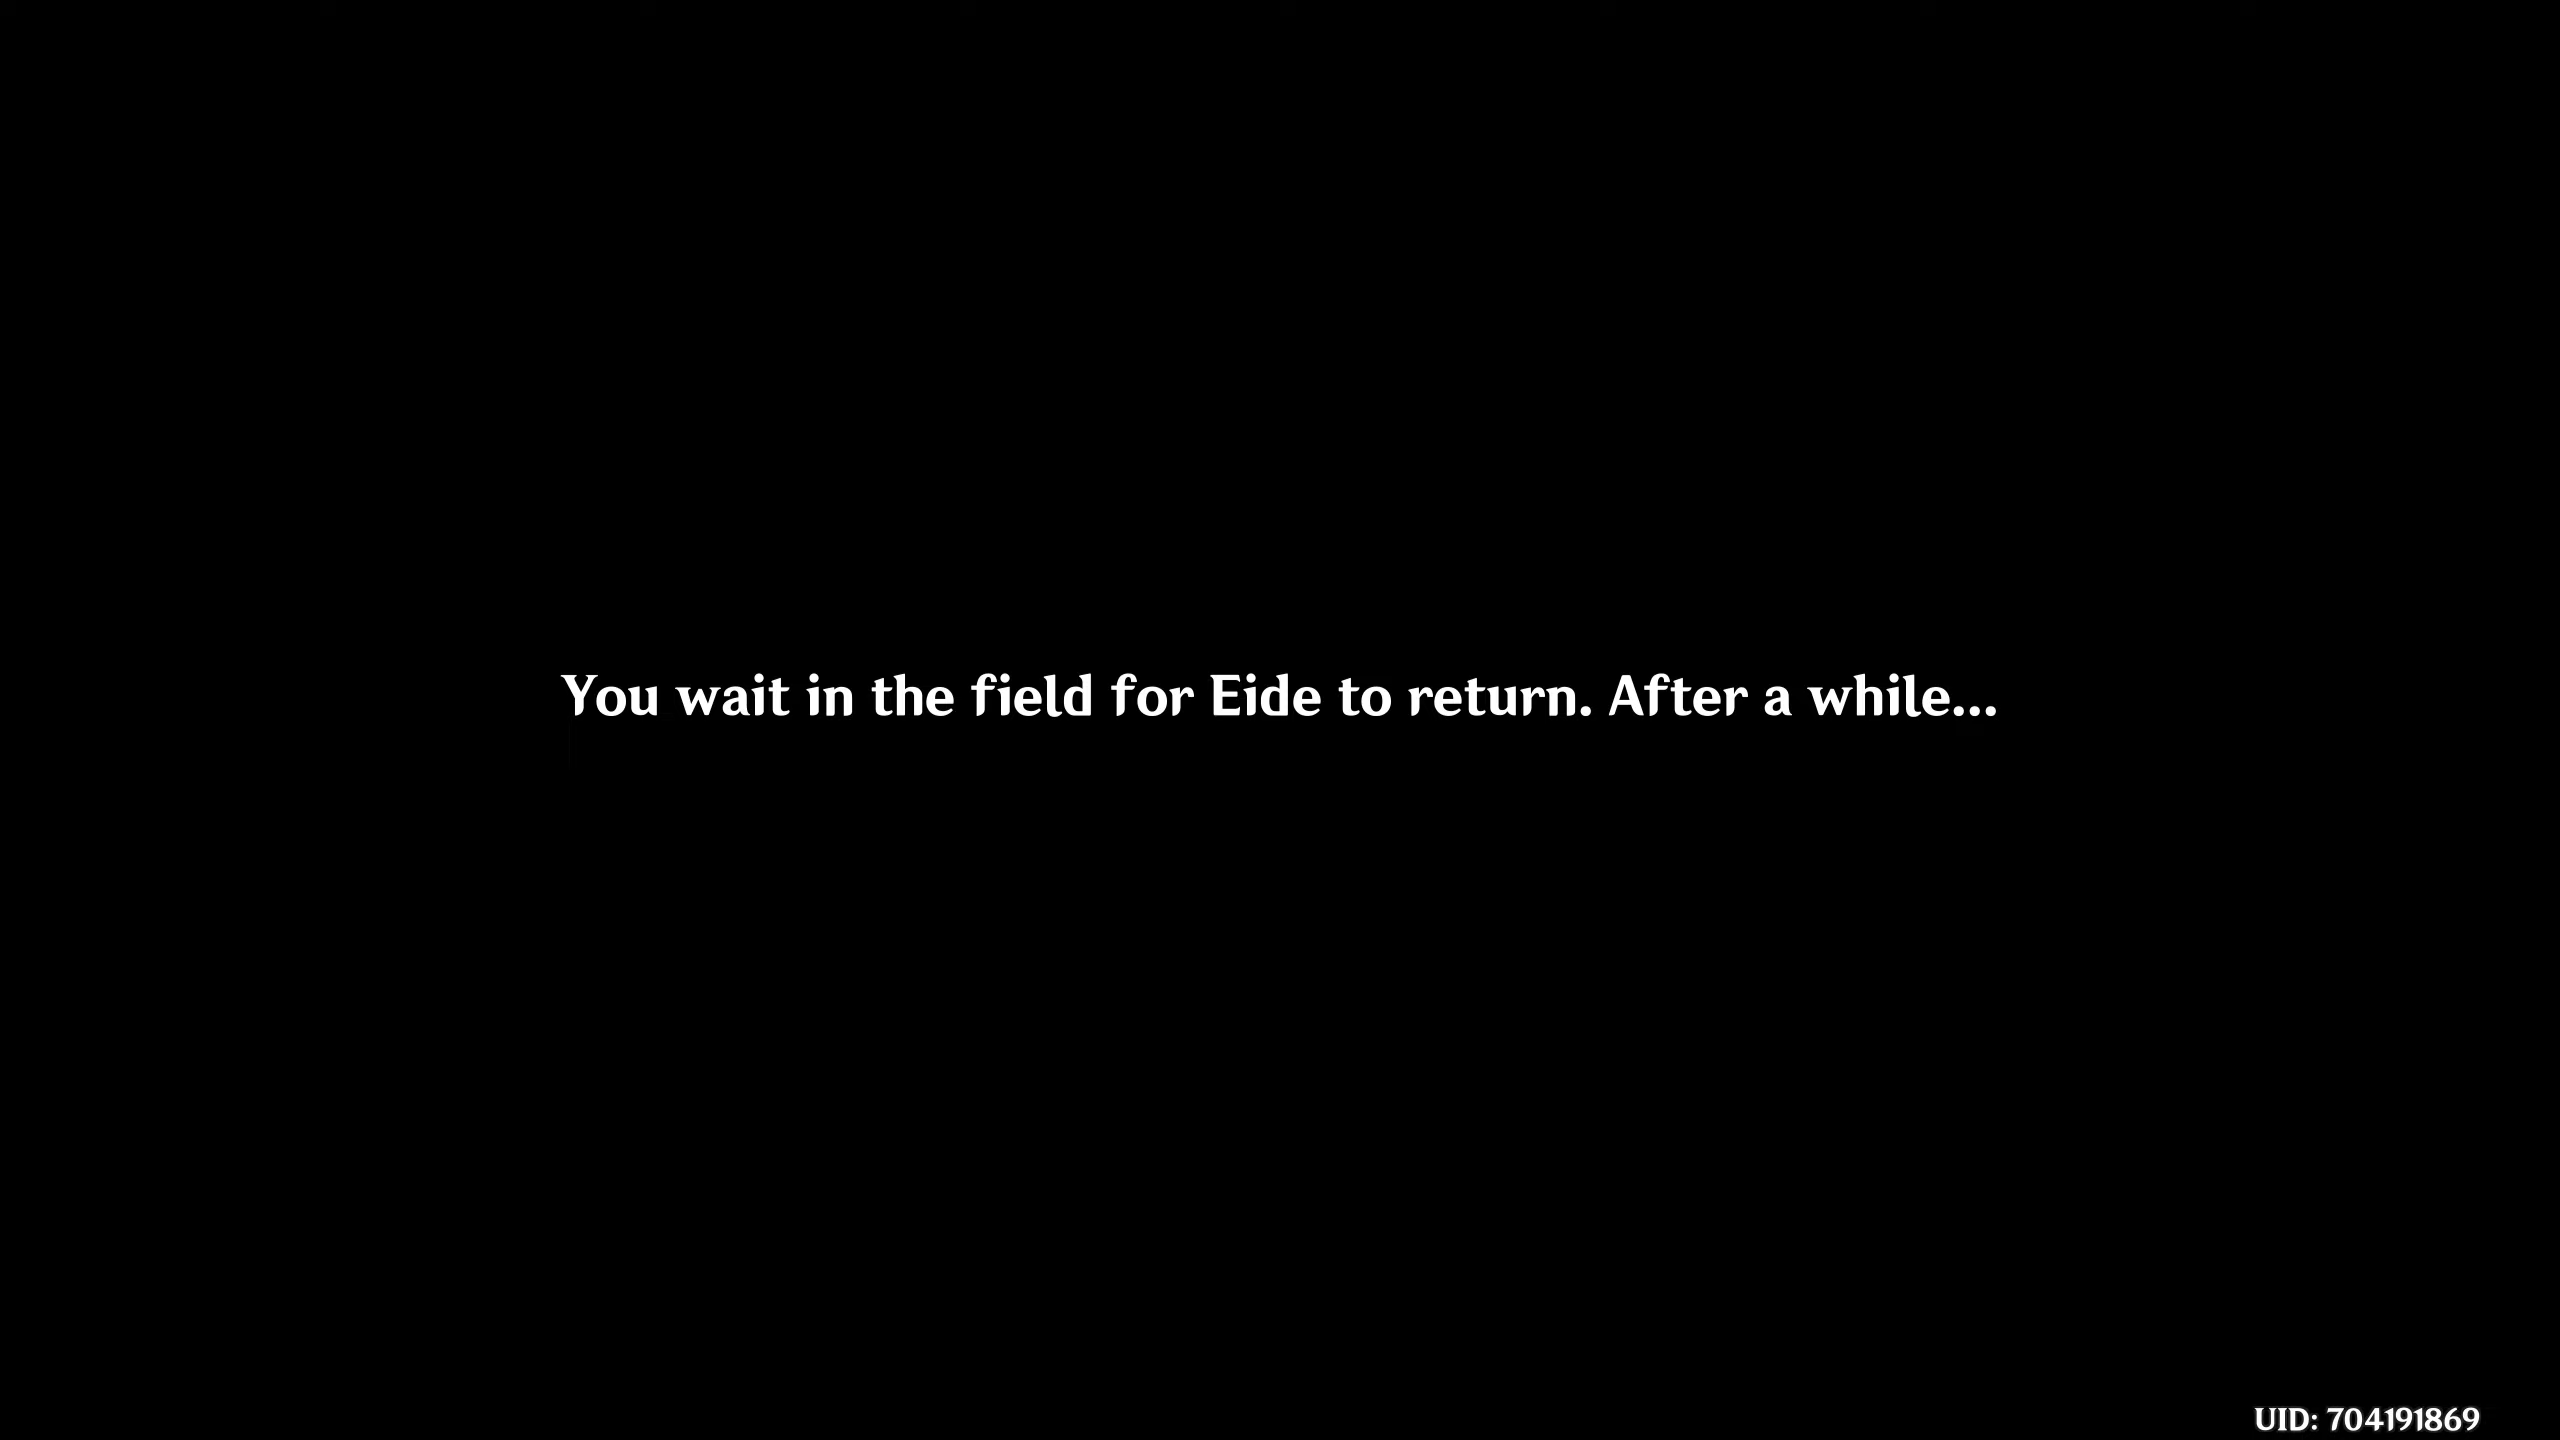 You wait in the field for Eide to return. After a while...
UID: 704191869